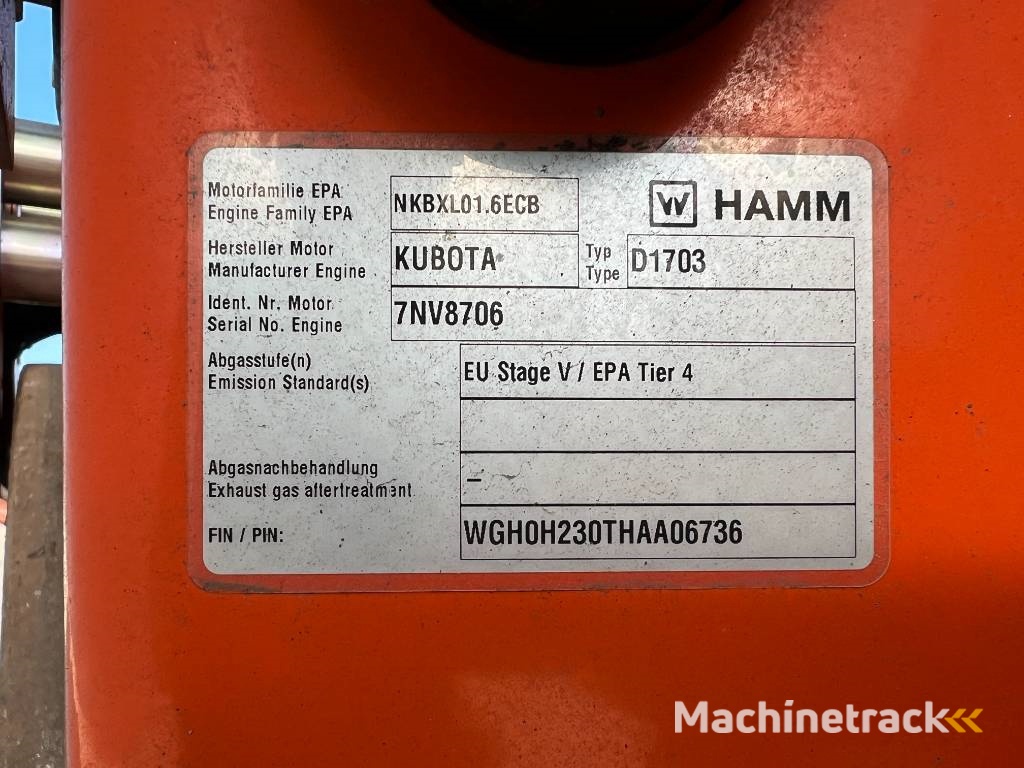 Motorfamilie EPA
Engine Family EPA
NKBXL01.6ECB
W HAMM
Hersteller Motor
Manufacturer Engine
KUBOTA
Typ
Type
D1703
Ident. Nr. Motor
Serial No. Engine
7NV8706
Abgasstufe(n)
Emission Standard(s)
EU Stage V / EPA Tier 4
Abgasnachbehandlung
Exhaust gas aftertreatment
–
FIN / PIN:
WGH0H230THAA06736
Machinetrack